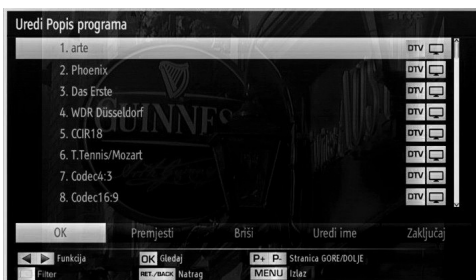 arte
Uredi Popis programa
1. arte DTV
2. Phoenix DTV
3. Das Erste DTV
4. WDR Düsseldorf DTV
GUINNES
5. CCIR18 DTV
6. T.Tennis/Mozart DTV
7. Codec4:3 DTV
8. Codec16:9 DTV
OK Premjesti Briši Uredi ime Zaključaj
Funkcija OK Gledaj P+ P- Stranica GORE/DOLJE
Filter RET./BACK Natrag MENU Izlaz